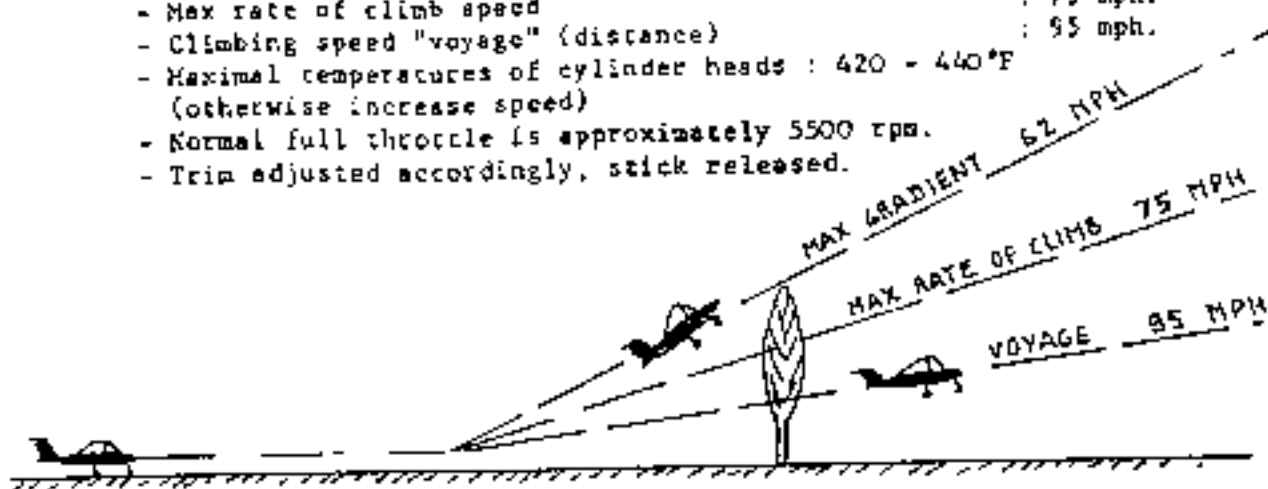 - Max rate of climb speed : 75 mph.
- Climbing speed "voyage" (distance) : 95 mph.
- Maximal temperatures of cylinder heads : 420 - 440°F
(otherwise increase speed)
- Normal full throttle is approximately 5500 rpm.
- Trim adjusted accordingly, stick released.
MAX GRADIENT 62 MPH
MAX RATE OF CLIMB 75 MPH
VOYAGE 95 MPH